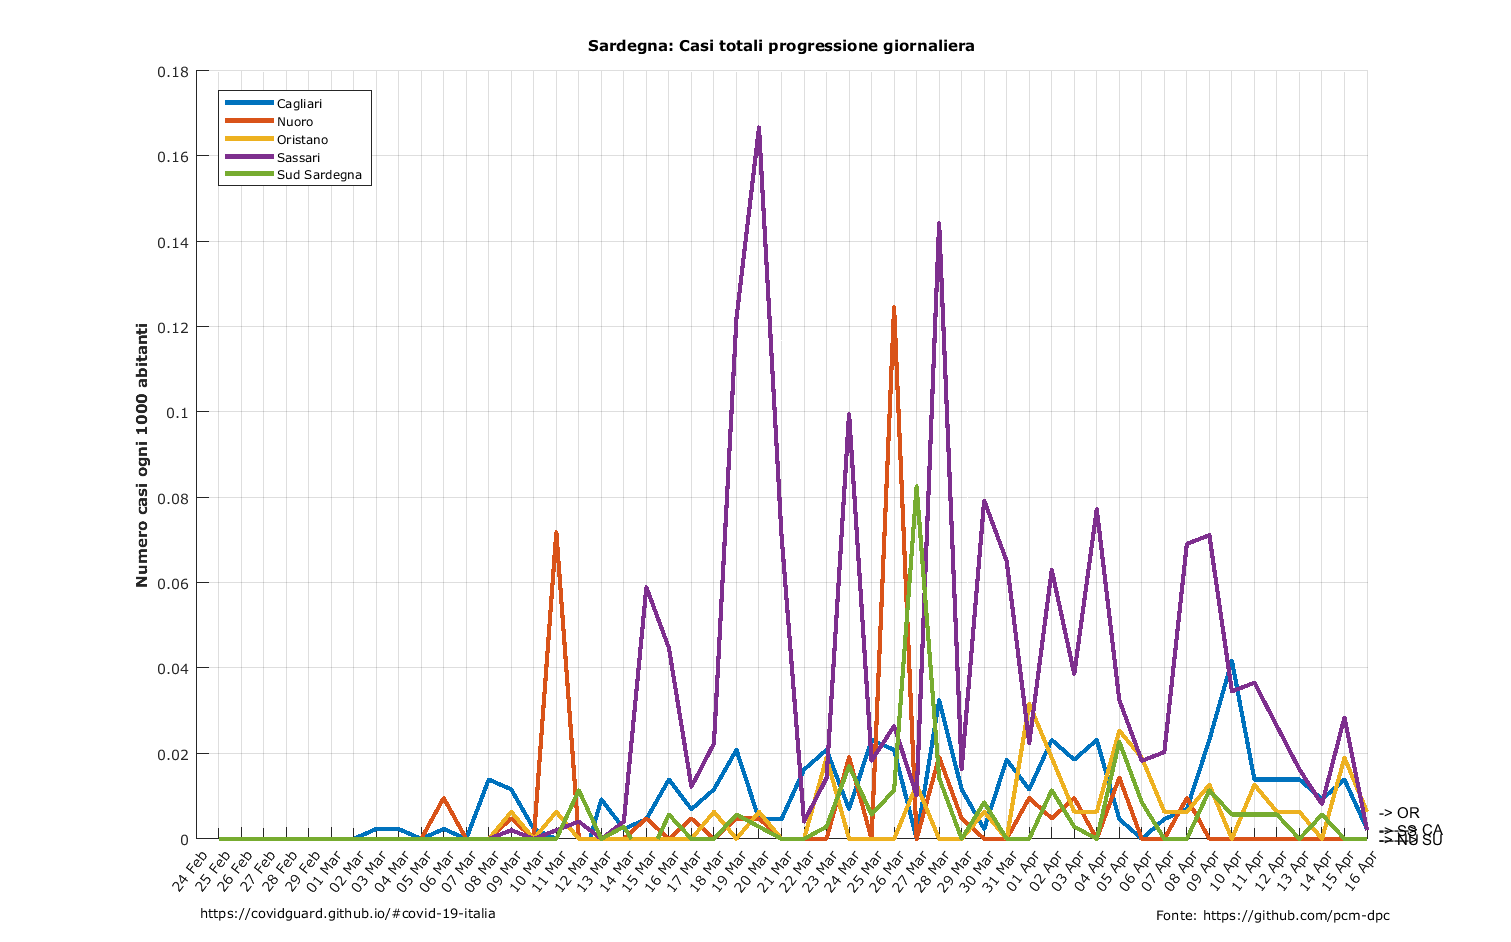 Sardegna: Casi totali progressione giornaliera
0.18
0.16
0.14
0.12
0.1
0.08
0.06
0.04
0.02
0
Numero casi ogni 1000 abitanti
Cagliari
Nuoro
Oristano
Sassari
Sud Sardegna
24 Feb
25 Feb
26 Feb
27 Feb
28 Feb
29 Feb
01 Mar
02 Mar
03 Mar
04 Mar
05 Mar
06 Mar
07 Mar
08 Mar
09 Mar
10 Mar
11 Mar
12 Mar
13 Mar
14 Mar
15 Mar
16 Mar
17 Mar
18 Mar
19 Mar
20 Mar
21 Mar
22 Mar
23 Mar
24 Mar
25 Mar
26 Mar
27 Mar
28 Mar
29 Mar
30 Mar
31 Mar
01 Apr
02 Apr
03 Apr
04 Apr
05 Apr
06 Apr
07 Apr
08 Apr
09 Apr
10 Apr
11 Apr
12 Apr
13 Apr
14 Apr
15 Apr
16 Apr
-> OR
CA
SU
https://covidguard.github.io/#covid-19-italia
Fonte: https://github.com/pcm-dpc